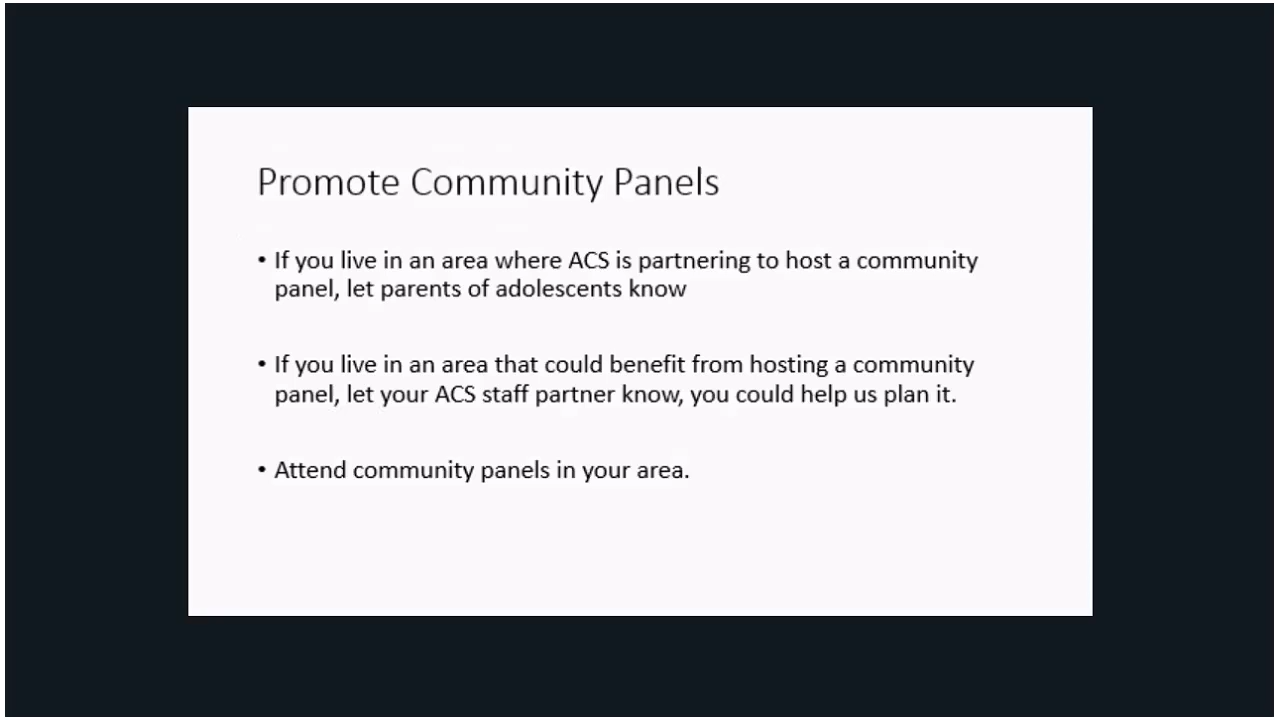 Promote Community Panels
• If you live in an area where ACS is partnering to host a community
panel, let parents of adolescents know
• If you live in an area that could benefit from hosting a community
panel, let your ACS staff partner know, you could help us plan it.
• Attend community panels in your area.